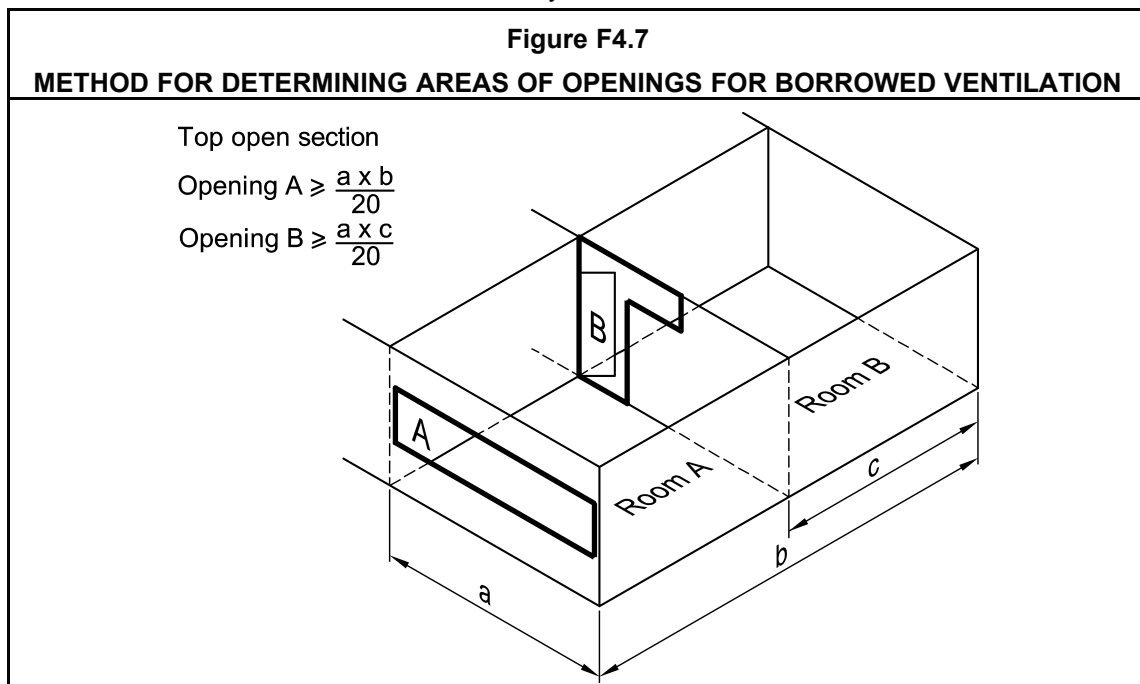 Figure F4.7
METHOD FOR DETERMINING AREAS OF OPENINGS FOR BORROWED VENTILATION
Top open section
Opening A ⩾ a x b / 20
Opening B ⩾ a x c / 20
B
A
Room A
Room B
c
b
a